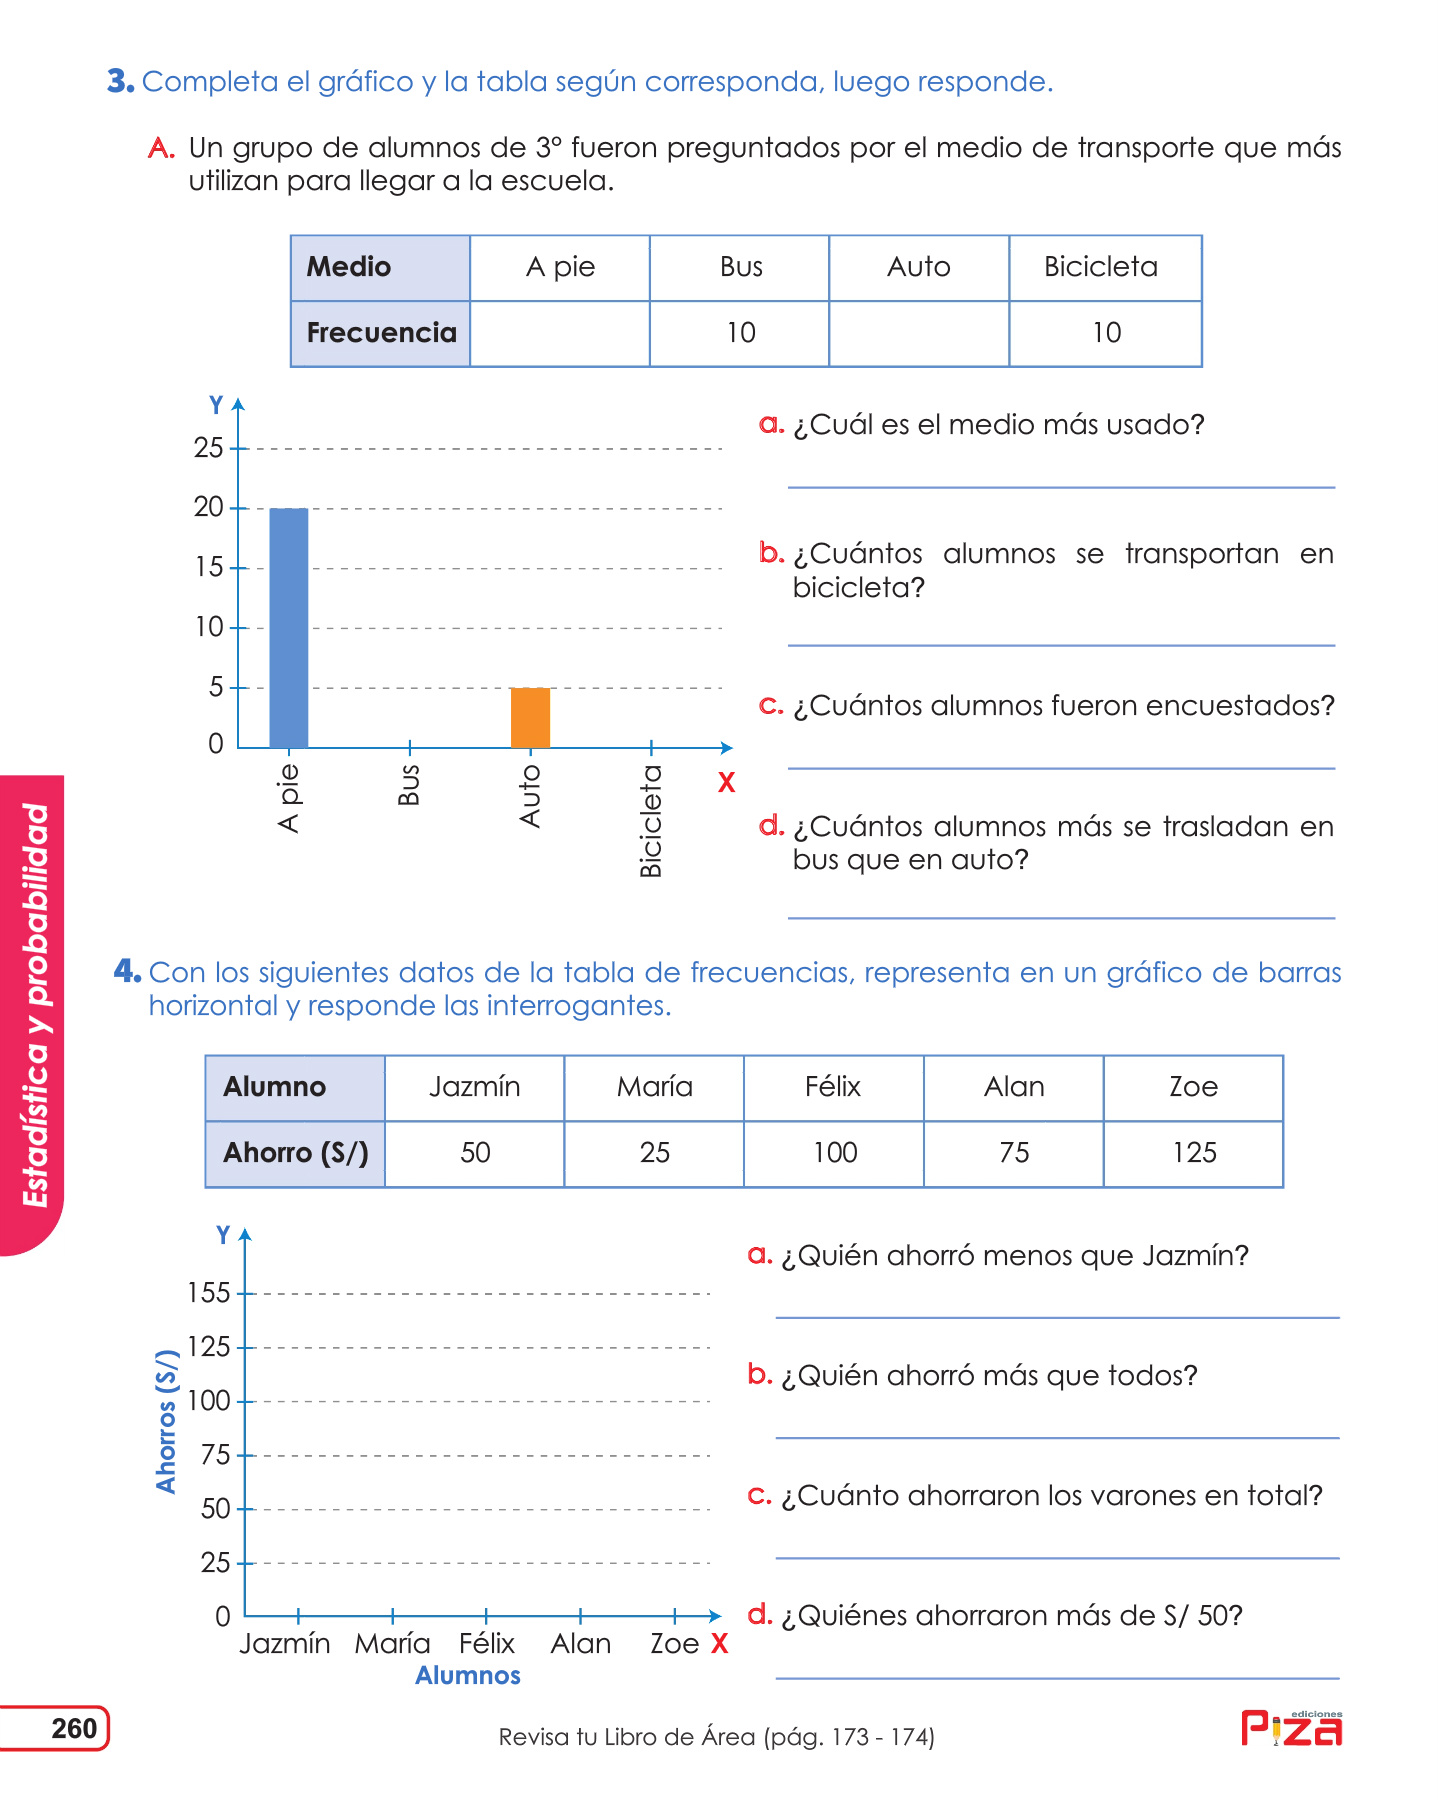 3. Completa el gráfico y la tabla según corresponda, luego responde.
A. Un grupo de alumnos de 3° fueron preguntados por el medio de transporte que más
utilizan para llegar a la escuela.
Medio A pie Bus Auto Bicicleta
Frecuencia 10 10
Y
25
20
15
10
5
0
A pie
Bus
Auto
Bicicleta
X
a. ¿Cuál es el medio más usado?
b. ¿Cuántos alumnos se transportan en
bicicleta?
c. ¿Cuántos alumnos fueron encuestados?
d. ¿Cuántos alumnos más se trasladan en
bus que en auto?
Estadística y probabilidad
4. Con los siguientes datos de la tabla de frecuencias, representa en un gráfico de barras
horizontal y responde las interrogantes.
Alumno Jazmín María Félix Alan Zoe
Ahorro (S/) 50 25 100 75 125
Y
155
125
100
75
50
25
0
Ahorros (S/)
Jazmín María Félix Alan Zoe X
Alumnos
a. ¿Quién ahorró menos que Jazmín?
b. ¿Quién ahorró más que todos?
c. ¿Cuánto ahorraron los varones en total?
d. ¿Quiénes ahorraron más de S/ 50?
260
Revisa tu Libro de Área (pág. 173 - 174)
ediciones
Piza